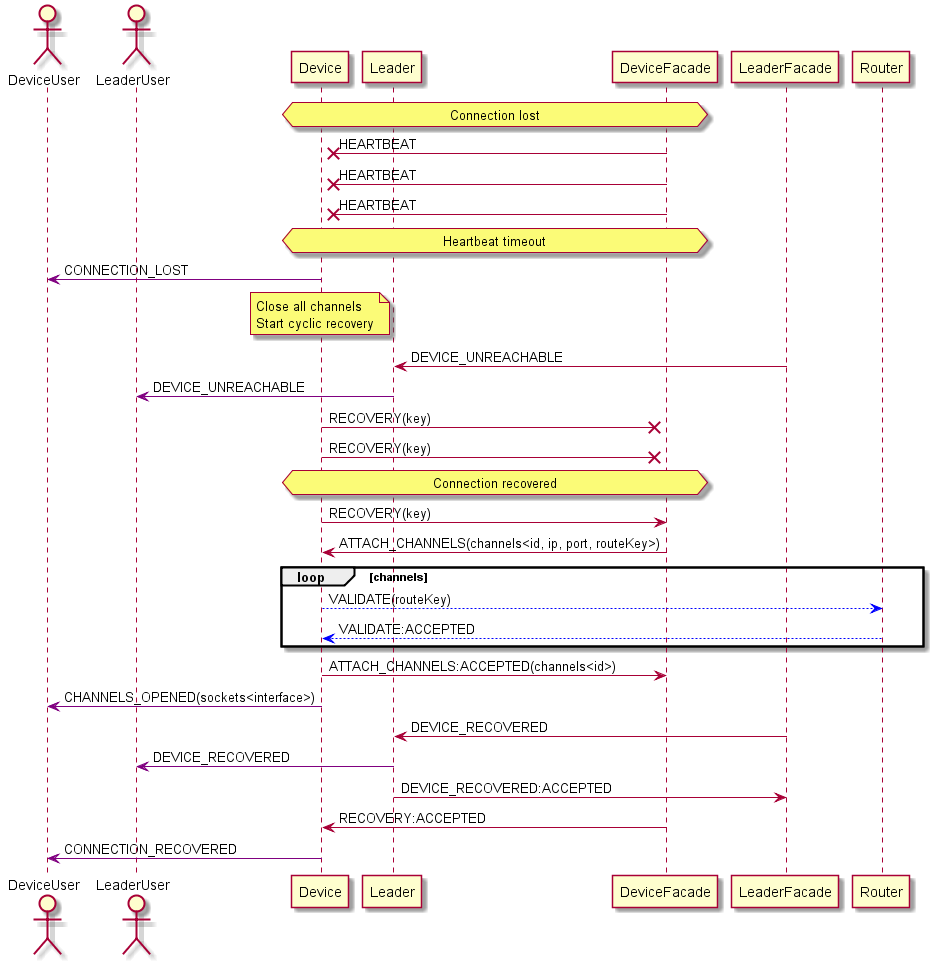 DeviceUser
LeaderUser
Device
Leader
DeviceFacade
LeaderFacade
Router
Connection lost
HEARTBEAT
HEARTBEAT
HEARTBEAT
Heartbeat timeout
CONNECTION_LOST
Close all channels
Start cyclic recovery
DEVICE_UNREACHABLE
DEVICE_UNREACHABLE
RECOVERY(key)
RECOVERY(key)
Connection recovered
RECOVERY(key)
ATTACH_CHANNELS(channels<id, ip, port, routeKey>)
loop
[channels]
VALIDATE(routeKey)
VALIDATE:ACCEPTED
ATTACH_CHANNELS:ACCEPTED(channels<id>)
CHANNELS_OPENED(sockets<interface>)
DEVICE_RECOVERED
DEVICE_RECOVERED
DEVICE_RECOVERED:ACCEPTED
RECOVERY:ACCEPTED
CONNECTION_RECOVERED
DeviceUser
LeaderUser
Device
Leader
DeviceFacade
LeaderFacade
Router